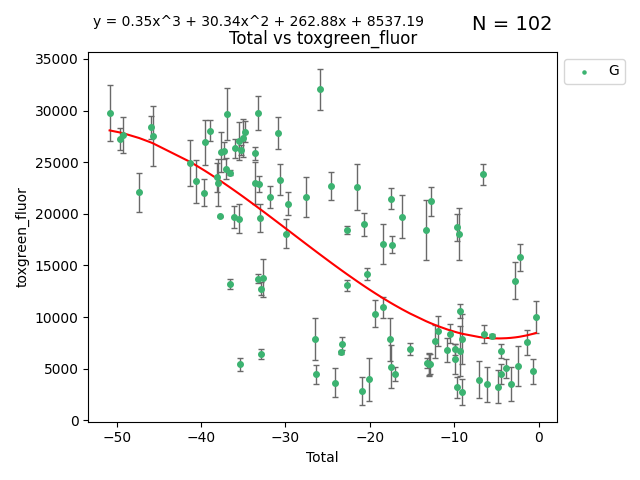 y = 0.35x^3 + 30.34x^2 + 262.88x + 8537.19
N = 102
Total vs toxgreen_fluor
G
toxgreen_fluor
35000
30000
25000
20000
15000
10000
5000
0
−50
−40
−30
−20
−10
0
Total